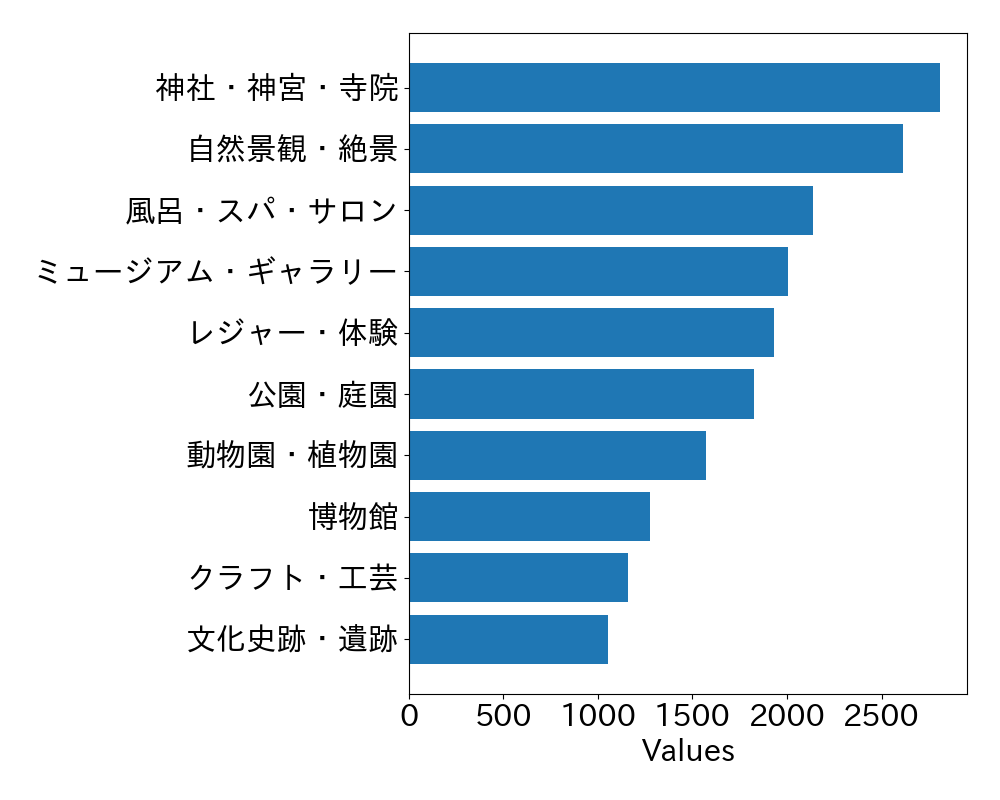 神社・神宮・寺院
自然景観・絶景
風呂・スパ・サロン
ミュージアム・ギャラリー
レジャー・体験
公園・庭園
動物園・植物園
博物館
クラフト・工芸
文化史跡・遺跡
0 500 1000 1500 2000 2500
Values